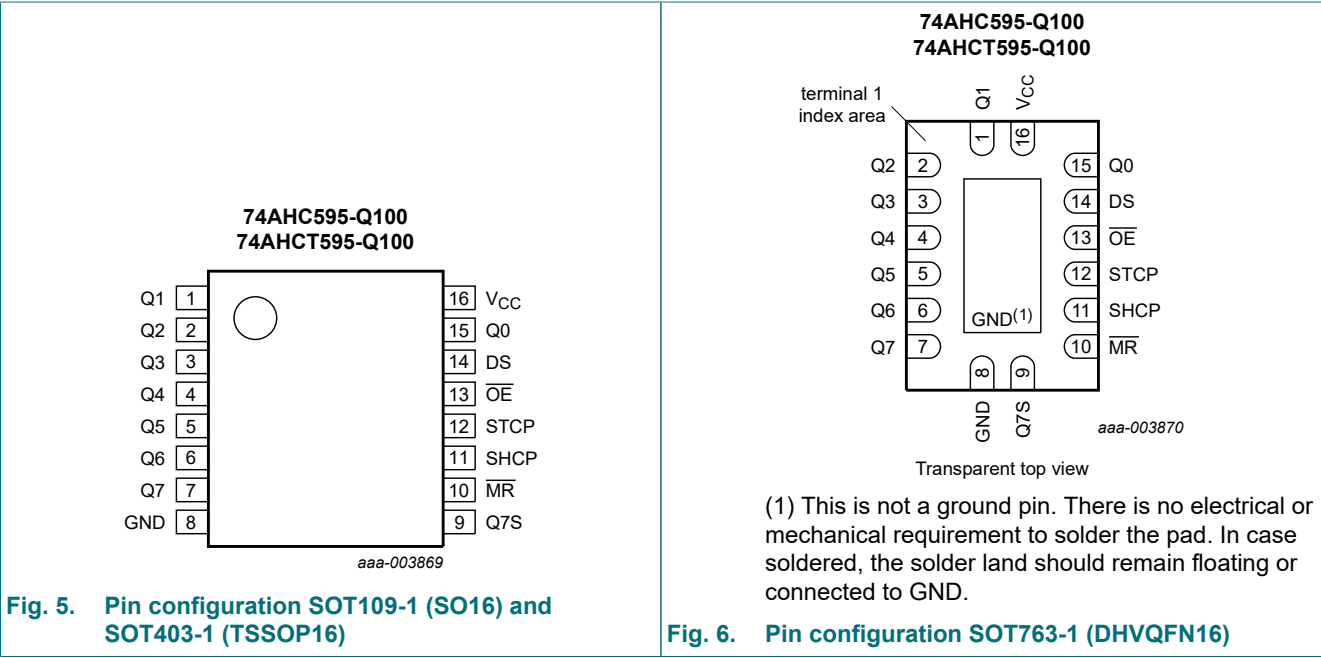 74AHC595-Q100
74AHCT595-Q100
Q1 1
Q2 2
Q3 3
Q4 4
Q5 5
Q6 6
Q7 7
GND 8
16 VCC
15 Q0
14 DS
13 OE
12 STCP
11 SHCP
10 MR
9 Q7S
aaa-003869
Fig. 5. Pin configuration SOT109-1 (SO16) and
SOT403-1 (TSSOP16)
74AHC595-Q100
74AHCT595-Q100
terminal 1
index area
Q1
VCC
1
16
Q2 2
Q3 3
Q4 4
Q5 5
Q6 6
Q7 7
15 Q0
14 DS
13 OE
12 STCP
11 SHCP
10 MR
GND(1)
8
9
GND
Q7S
aaa-003870
Transparent top view
(1) This is not a ground pin. There is no electrical or
mechanical requirement to solder the pad. In case
soldered, the solder land should remain floating or
connected to GND.
Fig. 6. Pin configuration SOT763-1 (DHVQFN16)